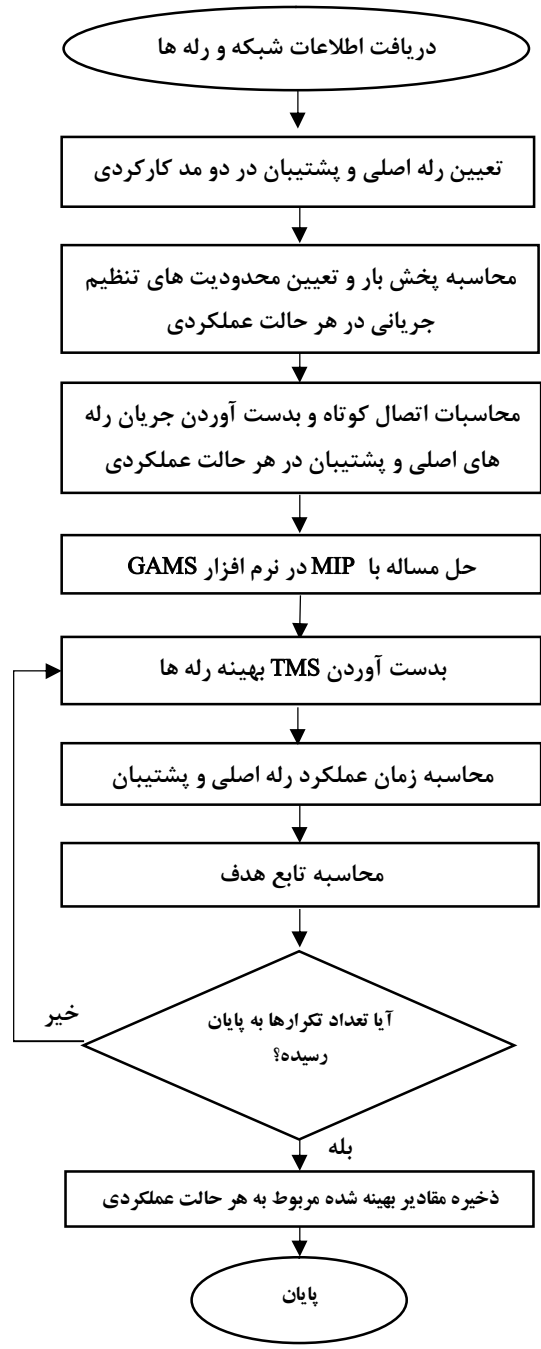 دریافت اطلاعات شبکه و رله ها
تعیین رله اصلی و پشتیبان در دو مد کارکردی
محاسبه پخش بار و تعیین محدودیت های تنظیم
جریانی در هر حالت عملکردی
محاسبات اتصال کوتاه و بدست آوردن جریان رله
های اصلی و پشتیبان در هر حالت عملکردی
حل مساله با MIP در نرم افزار GAMS
بدست آوردن TMS بهینه رله ها
محاسبه زمان عملکرد رله اصلی و پشتیبان
محاسبه تابع هدف
آیا تعداد تکرارها به پایان
رسیده؟
خیر
بله
ذخیره مقادیر بهینه شده مربوط به هر حالت عملکردی
پایان